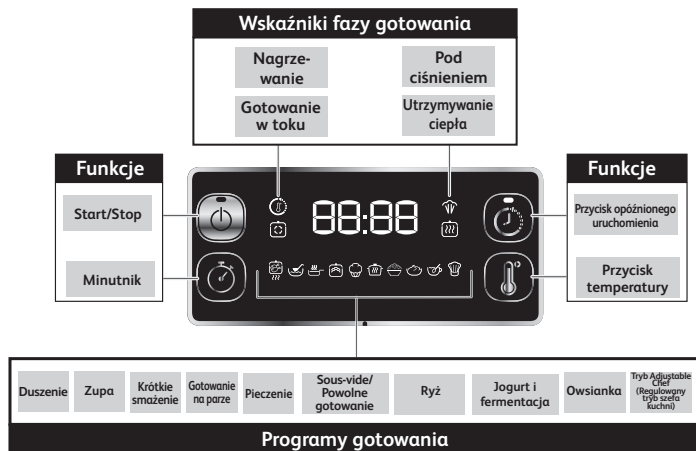 Wskaźniki fazy gotowania
Nagrze-
wanie
Pod
ciśnieniem
Gotowanie
w toku
Utrzymywanie
ciepła
Funkcje
Start/Stop
Minutnik
88:88
Funkcje
Przycisk opóźnionego
uruchomienia
Przycisk
temperatury
Duszenie
Zupa
Krótkie
smażenie
Gotowanie
na parze
Pieczenie
Sous-vide/
Powolne
gotowanie
Ryż
Jogurt i
fermentacja
Owsianka
Tryb Adjustable
Chef
(Regulowany
tryb szefa
kuchni)
Programy gotowania